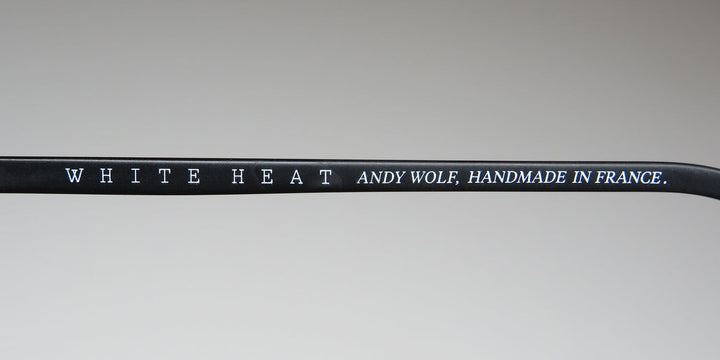 WHITE HEAT ANDY WOLF, HANDMADE IN FRANCE.